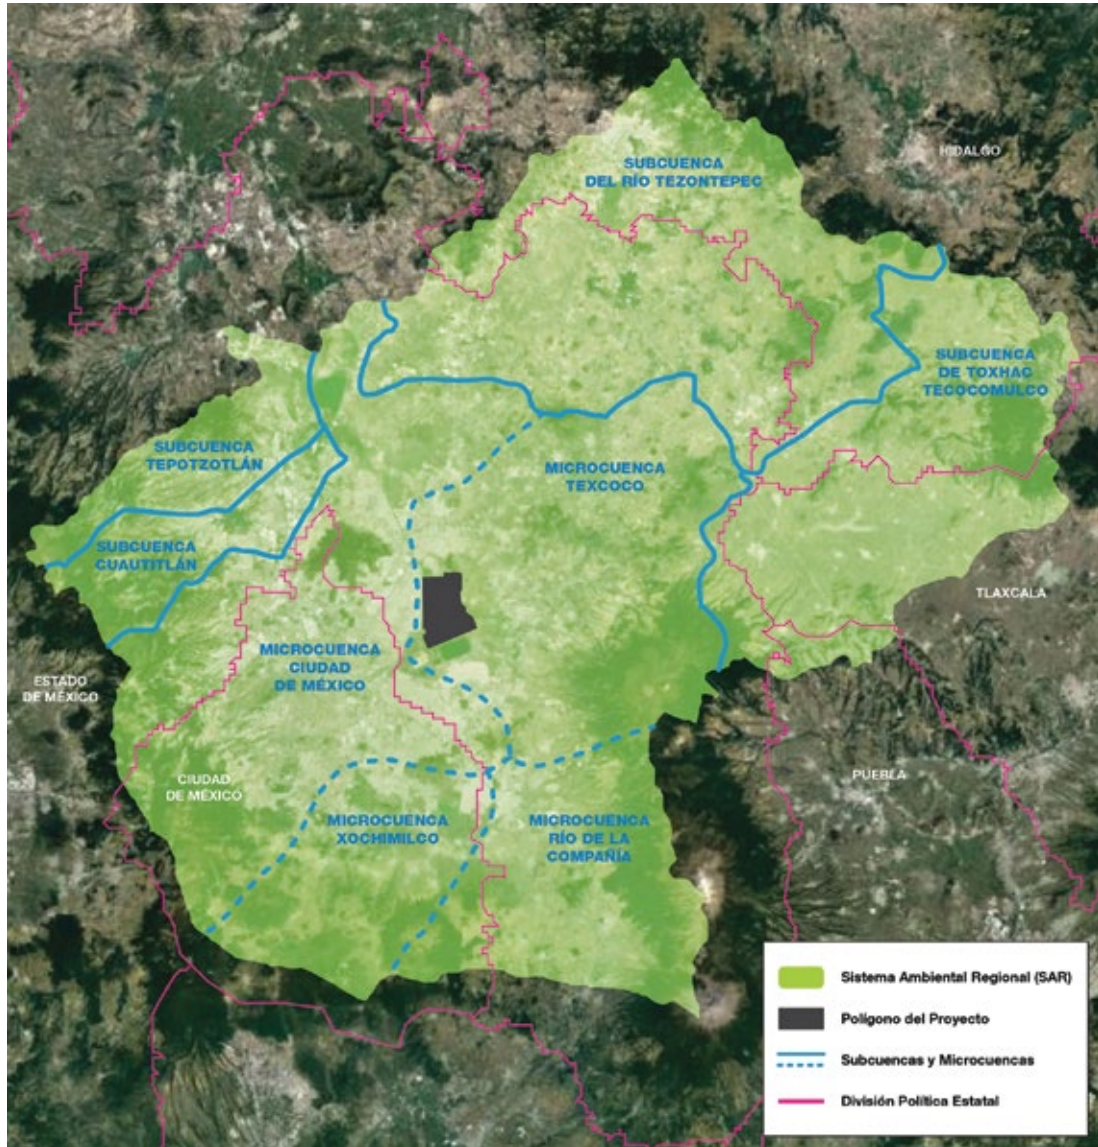 SUBCUENCA
DEL RÍO TEZONTEPEC
HIDALGO
SUBCUENCA
DE TOXHAC
TECOCOMULCO
SUBCUENCA
TEPOTZOTLÁN
MICROCUENCA
TEXCOCO
SUBCUENCA
CUAUTITLÁN
TLAXCALA
MICROCUENCA
CIUDAD
DE MÉXICO
ESTADO
DE MÉXICO
CIUDAD
DE MÉXICO
PUEBLA
MICROCUENCA
XOCHIMILCO
MICROCUENCA
RÍO DE LA
COMPAÑÍA
Sistema Ambiental Regional (SAR)
Polígono del Proyecto
Subcuencas y Microcuencas
División Política Estatal